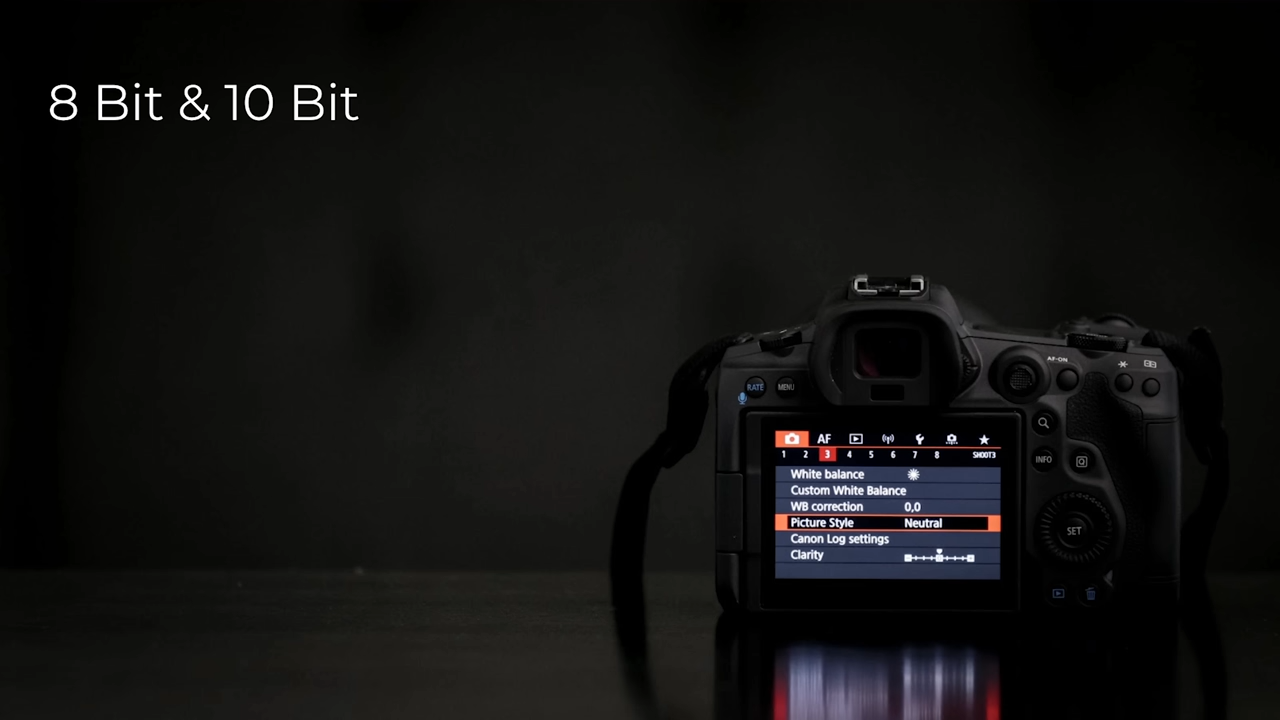 8 Bit & 10 Bit
AF-ON
RATE
MENU
AF
1 2 3 4 5 6 7 8 SHOOT3
INFO
White balance
Custom White Balance
WB correction 0,0
Picture Style Neutral
SET
Canon Log settings
Clarity